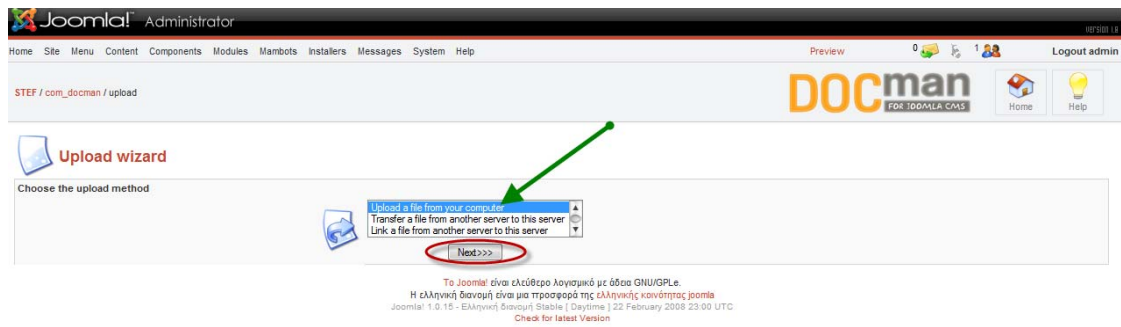 Joomla!™ Administrator
version 1.0
Home Site Menu Content Components Modules Mambots Installers Messages System Help Preview 0 1 Logout admin
STEF / com_docman / upload
DOCman
FOR JOOMLA CMS
Home Help
Upload wizard
Choose the upload method
Upload a file from your computer
Transfer a file from another server to this server
Link a file from another server to this server
Next>>>
Το Joomla! είναι ελεύθερο λογισμικό με άδεια GNU/GPLe.
Η ελληνική διανομή είναι μια προσφορά της ελληνικής κοινότητας joomla
Joomla! 1.0.15 - Ελληνική διανομή Stable [ Daytime ] 22 February 2008 23:00 UTC
Check for latest Version